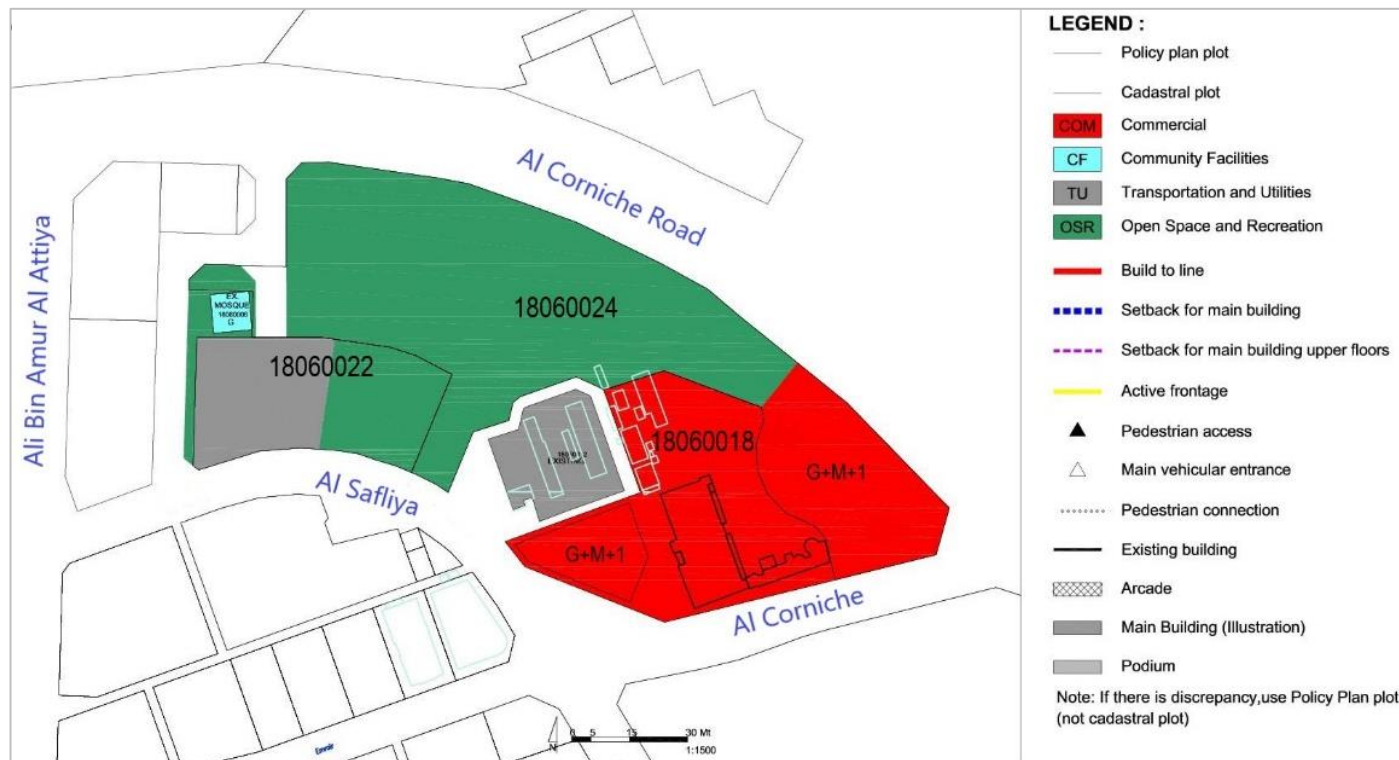 Al Corniche Road
Ali Bin Amur Al Attiya
EX.
MOSQUE
G
18060024
18060022
18060018
EXISTING
G+M+1
G+M+1
Al Safliya
Al Corniche
N
0 5 15 30 Mt
1:1500
LEGEND :
Policy plan plot
Cadastral plot
COM Commercial
CF Community Facilities
TU Transportation and Utilities
OSR Open Space and Recreation
Build to line
Setback for main building
Setback for main building upper floors
Active frontage
Pedestrian access
Main vehicular entrance
Pedestrian connection
Existing building
Arcade
Main Building (Illustration)
Podium
Note: If there is discrepancy,use Policy Plan plot
(not cadastral plot)